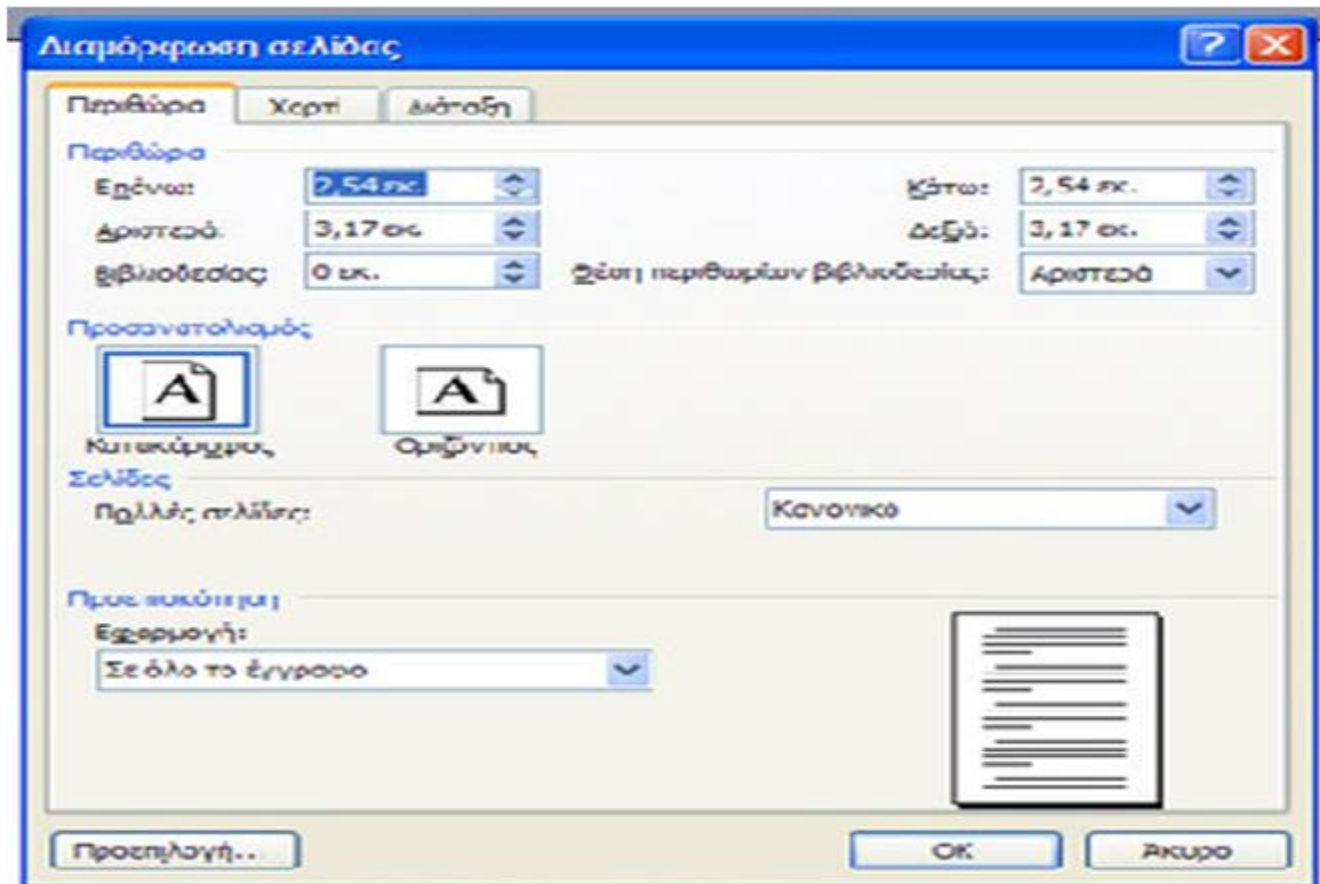 Διαμόρφωση σελίδας
Περιθώρια Χαρτί Διάταξη
Περιθώρια
Επάνω: 2,54 εκ. Κάτω: 2,54 εκ.
Αριστερά: 3,17 εκ. Δεξιά: 3,17 εκ.
Βιβλιοδεσίας: 0 εκ. Θέση περιθωρίων βιβλιοδεσίας: Αριστερά
Προσανατολισμός
A A
Κατακόρυφος Οριζόντιος
Σελίδες
Πολλές σελίδες: Κανονικό
Προεπισκόπηση
Εφαρμογή:
Σε όλο το έγγραφο
Προεπιλογή... OK Άκυρο